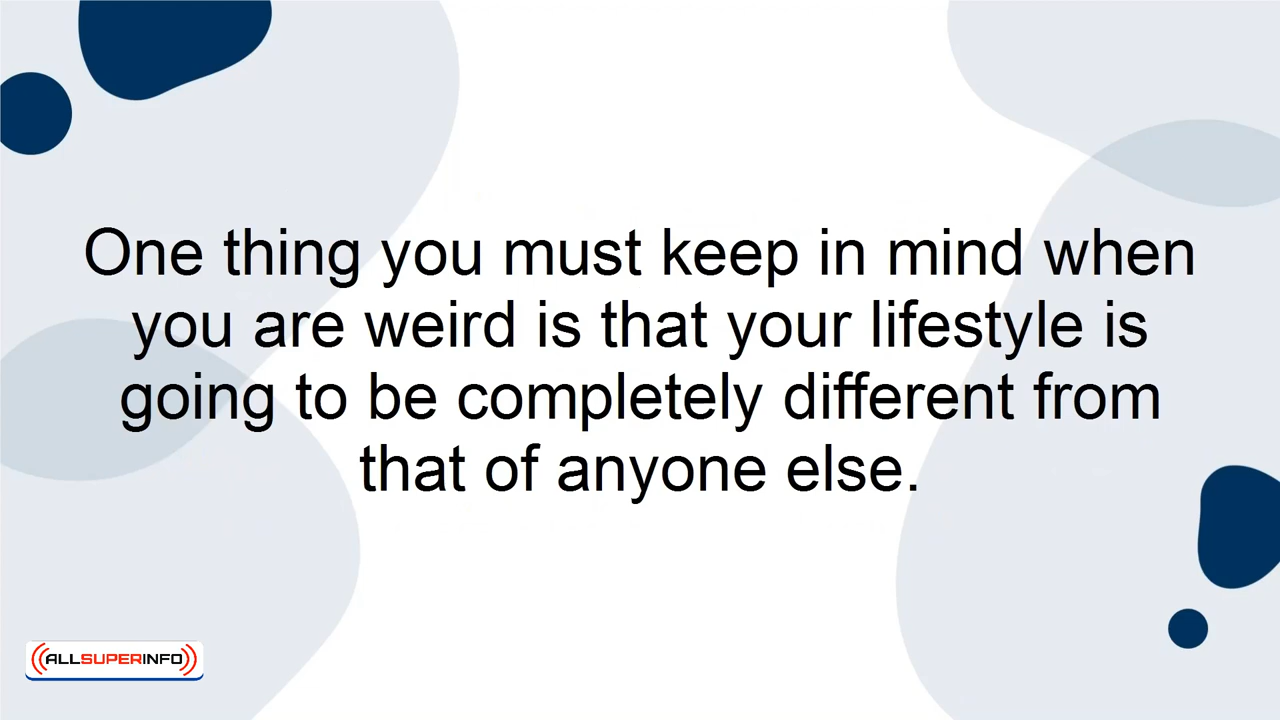 One thing you must keep in mind when
you are weird is that your lifestyle is
going to be completely different from
that of anyone else.
ALLSUPERINFO